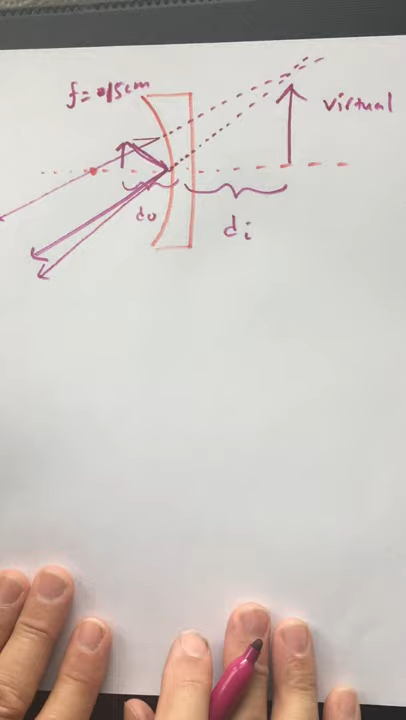 f = 15cm
virtual
do
di